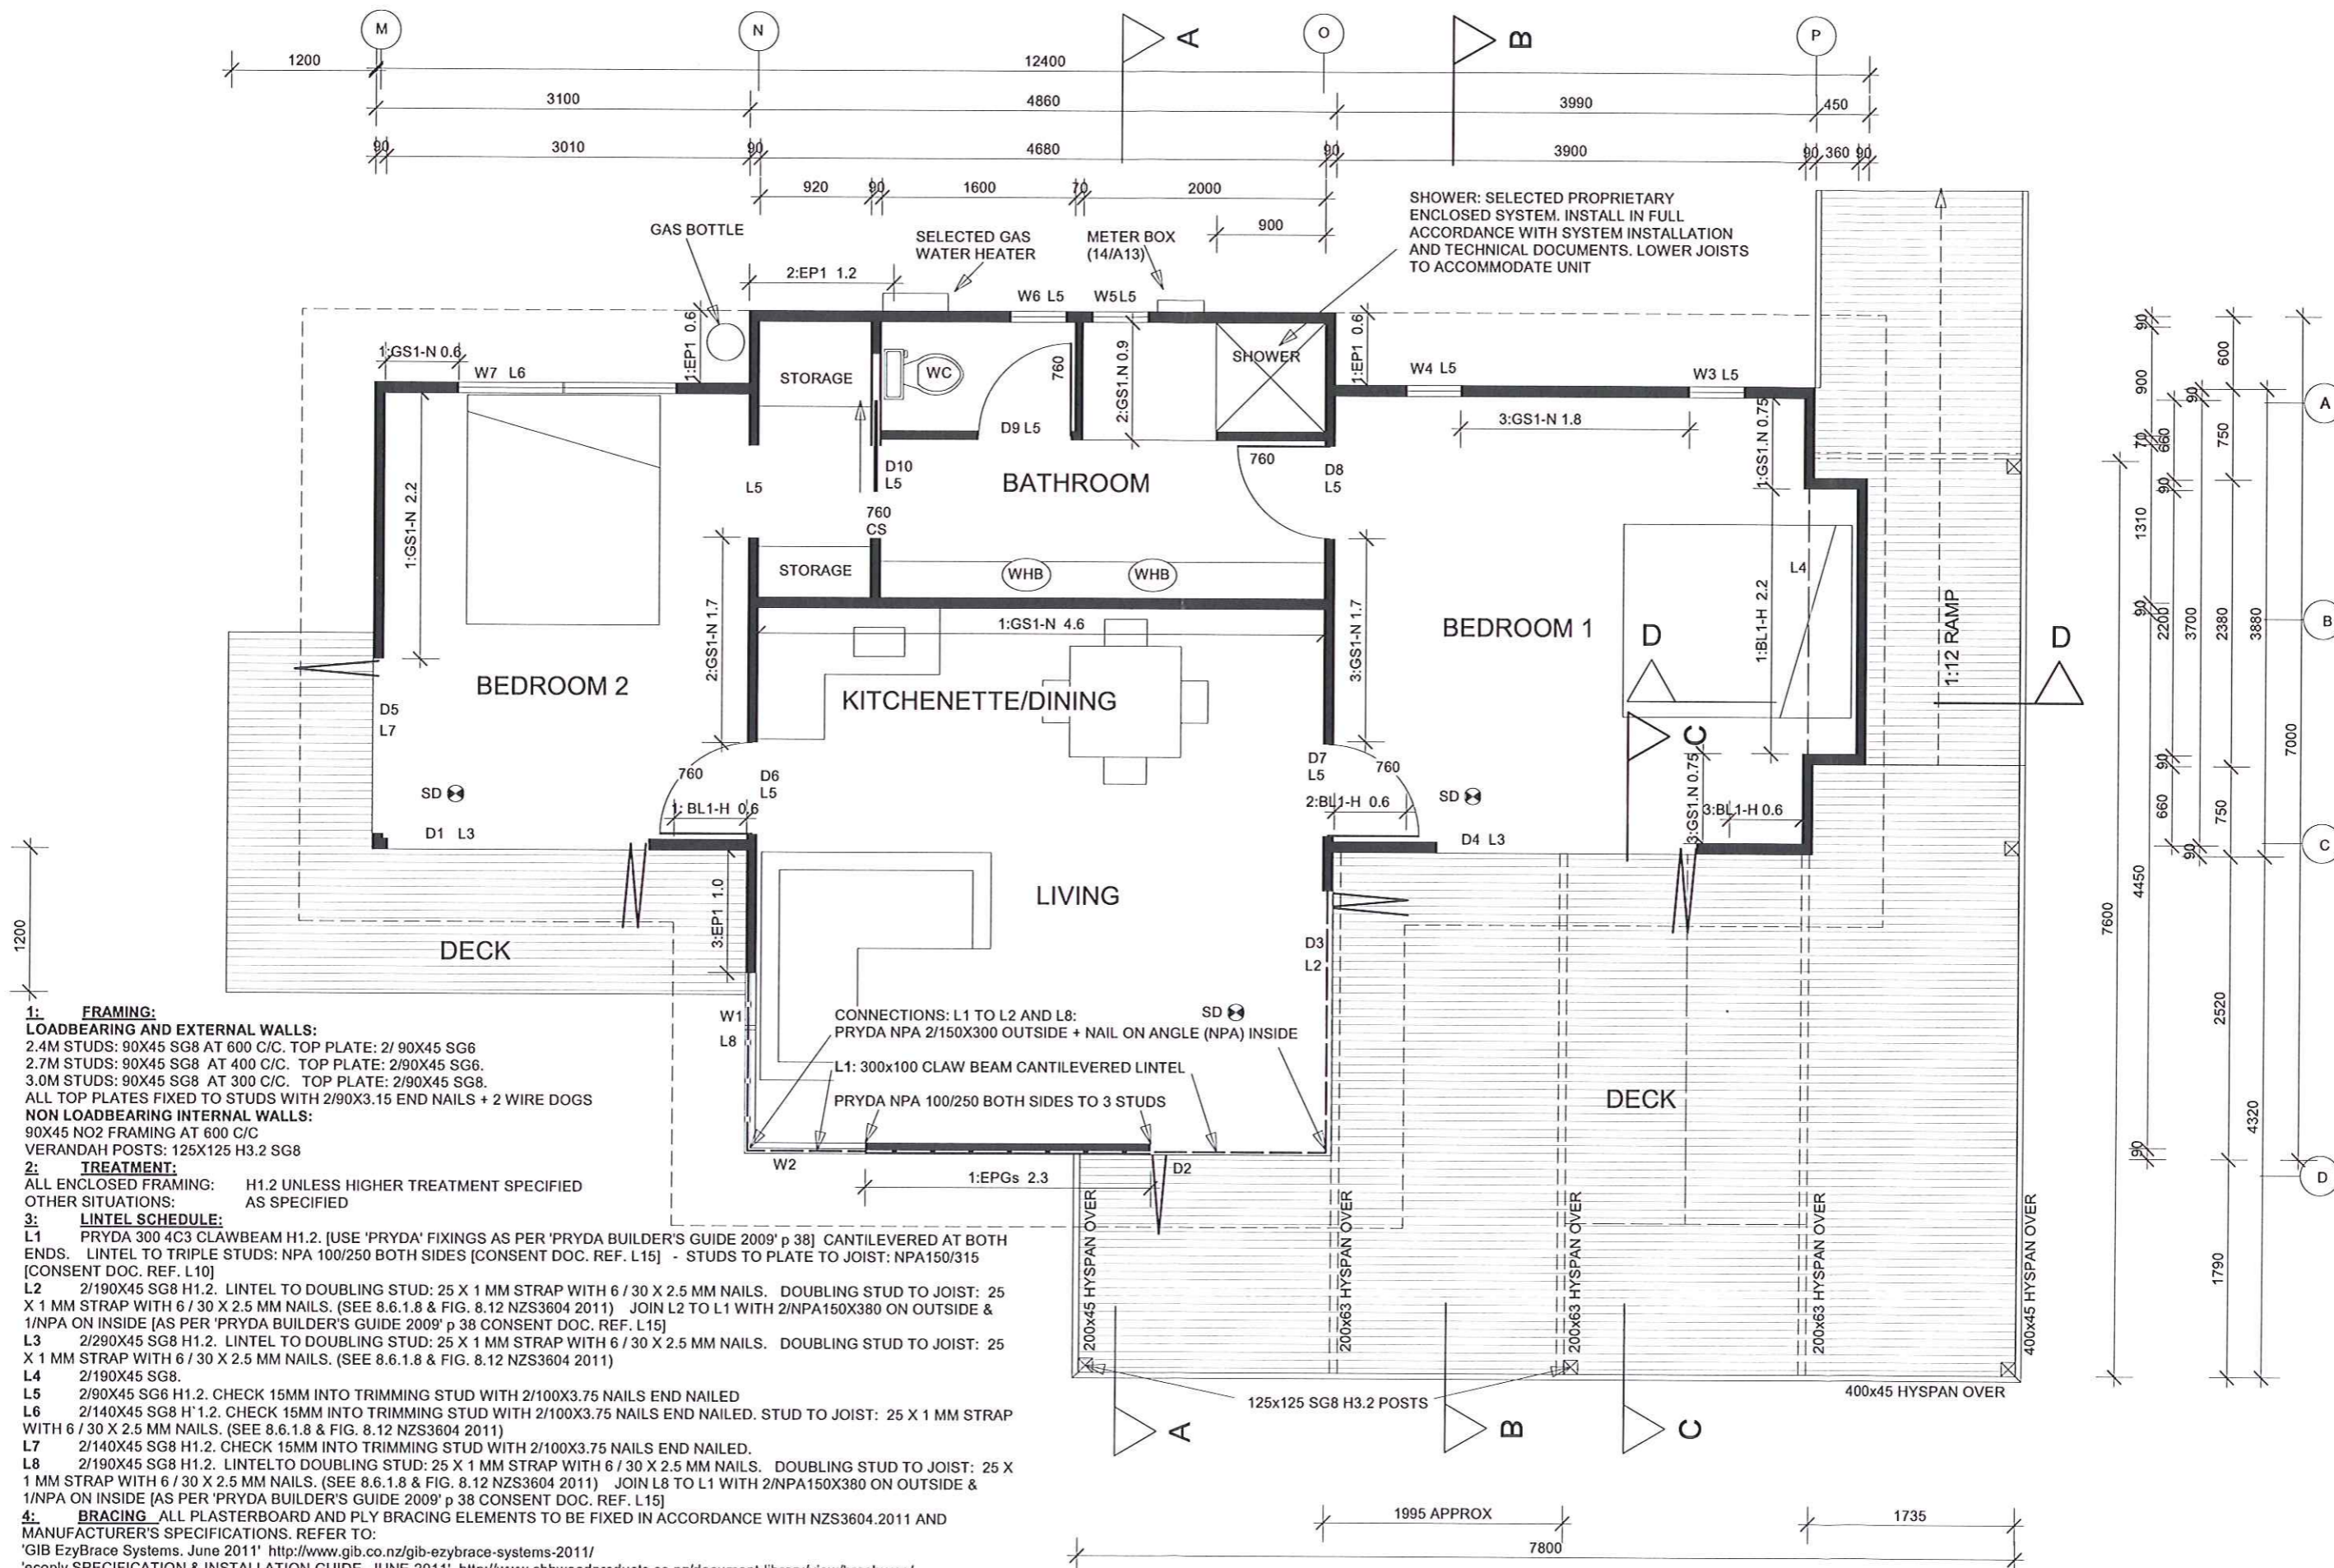 M
N
A
O
B
P
1200
12400
3100
4860
3990
450
90
3010
90
4680
90
3900
90 360 90
920
90
1600
70
2000
900
SHOWER: SELECTED PROPRIETARY
ENCLOSED SYSTEM. INSTALL IN FULL
ACCORDANCE WITH SYSTEM INSTALLATION
AND TECHNICAL DOCUMENTS. LOWER JOISTS
TO ACCOMMODATE UNIT
GAS BOTTLE
SELECTED GAS
WATER HEATER
METER BOX
(14/A13)
2:EP1 1.2
W6 L5
W5L5
1:EP1 0.6
1:GS1-N 0.6
W7 L6
STORAGE
WC
760
2:GS1.N 0.9
SHOWER
1:EP1 0.6
W4 L5
W3 L5
3:GS1-N 1.8
1:GS1.N 0.75
D9 L5
1:GS1-N 2.2
L5
D10
L5
760
CS
BATHROOM
760
D8
L5
STORAGE
WHB
WHB
L4
1:BL1-H 2.2
2:GS1-N 1.7
1:GS1-N 4.6
3:GS1-N 1.7
BEDROOM 1
D
1:12 RAMP
D
BEDROOM 2
KITCHENETTE/DINING
C
D5
L7
760
D6
L5
D7
L5
760
SD
1: BL1-H 0.6
2:BL1-H 0.6
SD
3:GS1.N 0.75
3:BL1-H 0.6
D1 L3
D4 L3
3:EP1 1.0
LIVING
DECK
D3
L2
1200
W1
L8
CONNECTIONS: L1 TO L2 AND L8:
PRYDA NPA 2/150X300 OUTSIDE + NAIL ON ANGLE (NPA) INSIDE
SD
L1: 300x100 CLAW BEAM CANTILEVERED LINTEL
PRYDA NPA 100/250 BOTH SIDES TO 3 STUDS
DECK
W2
D2
1:EPGs 2.3
200x45 HYSPAN OVER
200x63 HYSPAN OVER
200x63 HYSPAN OVER
200x63 HYSPAN OVER
400x45 HYSPAN OVER
125x125 SG8 H3.2 POSTS
400x45 HYSPAN OVER
A
B
C
1995 APPROX
1735
7800
90
900
70
1310
90
4450
90
7600
660
90
2200
90
660
90
3700
90
600
750
2380
750
2520
1790
3880
4320
7000
A
B
C
D
1: FRAMING:
LOADBEARING AND EXTERNAL WALLS:
2.4M STUDS: 90X45 SG8 AT 600 C/C. TOP PLATE: 2/ 90X45 SG6
2.7M STUDS: 90X45 SG8 AT 400 C/C. TOP PLATE: 2/90X45 SG6.
3.0M STUDS: 90X45 SG8 AT 300 C/C. TOP PLATE: 2/90X45 SG8.
ALL TOP PLATES FIXED TO STUDS WITH 2/90X3.15 END NAILS + 2 WIRE DOGS
NON LOADBEARING INTERNAL WALLS:
90X45 NO2 FRAMING AT 600 C/C
VERANDAH POSTS: 125X125 H3.2 SG8
2: TREATMENT:
ALL ENCLOSED FRAMING: H1.2 UNLESS HIGHER TREATMENT SPECIFIED
OTHER SITUATIONS: AS SPECIFIED
3: LINTEL SCHEDULE:
L1 PRYDA 300 4C3 CLAWBEAM H1.2. [USE 'PRYDA' FIXINGS AS PER 'PRYDA BUILDER'S GUIDE 2009' p 38] CANTILEVERED AT BOTH
ENDS. LINTEL TO TRIPLE STUDS: NPA 100/250 BOTH SIDES [CONSENT DOC. REF. L15] - STUDS TO PLATE TO JOIST: NPA150/315
[CONSENT DOC. REF. L10]
L2 2/190X45 SG8 H1.2. LINTEL TO DOUBLING STUD: 25 X 1 MM STRAP WITH 6 / 30 X 2.5 MM NAILS. DOUBLING STUD TO JOIST: 25
X 1 MM STRAP WITH 6 / 30 X 2.5 MM NAILS. (SEE 8.6.1.8 & FIG. 8.12 NZS3604 2011) JOIN L2 TO L1 WITH 2/NPA150X380 ON OUTSIDE &
1/NPA ON INSIDE [AS PER 'PRYDA BUILDER'S GUIDE 2009' p 38 CONSENT DOC. REF. L15]
L3 2/290X45 SG8 H1.2. LINTEL TO DOUBLING STUD: 25 X 1 MM STRAP WITH 6 / 30 X 2.5 MM NAILS. DOUBLING STUD TO JOIST: 25
X 1 MM STRAP WITH 6 / 30 X 2.5 MM NAILS. (SEE 8.6.1.8 & FIG. 8.12 NZS3604 2011)
L4 2/190X45 SG8.
L5 2/90X45 SG6 H1.2. CHECK 15MM INTO TRIMMING STUD WITH 2/100X3.75 NAILS END NAILED
L6 2/140X45 SG8 H`1.2. CHECK 15MM INTO TRIMMING STUD WITH 2/100X3.75 NAILS END NAILED. STUD TO JOIST: 25 X 1 MM STRAP
WITH 6 / 30 X 2.5 MM NAILS. (SEE 8.6.1.8 & FIG. 8.12 NZS3604 2011)
L7 2/140X45 SG8 H1.2. CHECK 15MM INTO TRIMMING STUD WITH 2/100X3.75 NAILS END NAILED.
L8 2/190X45 SG8 H1.2. LINTELTO DOUBLING STUD: 25 X 1 MM STRAP WITH 6 / 30 X 2.5 MM NAILS. DOUBLING STUD TO JOIST: 25 X
1 MM STRAP WITH 6 / 30 X 2.5 MM NAILS. (SEE 8.6.1.8 & FIG. 8.12 NZS3604 2011) JOIN L8 TO L1 WITH 2/NPA150X380 ON OUTSIDE &
1/NPA ON INSIDE [AS PER 'PRYDA BUILDER'S GUIDE 2009' p 38 CONSENT DOC. REF. L15]
4: BRACING ALL PLASTERBOARD AND PLY BRACING ELEMENTS TO BE FIXED IN ACCORDANCE WITH NZS3604.2011 AND
MANUFACTURER'S SPECIFICATIONS. REFER TO:
'GIB EzyBrace Systems. June 2011' http://www.gib.co.nz/gib-ezybrace-systems-2011/
SPECIFICATION & INSTALLATION GUIDE. JUNE 2011'